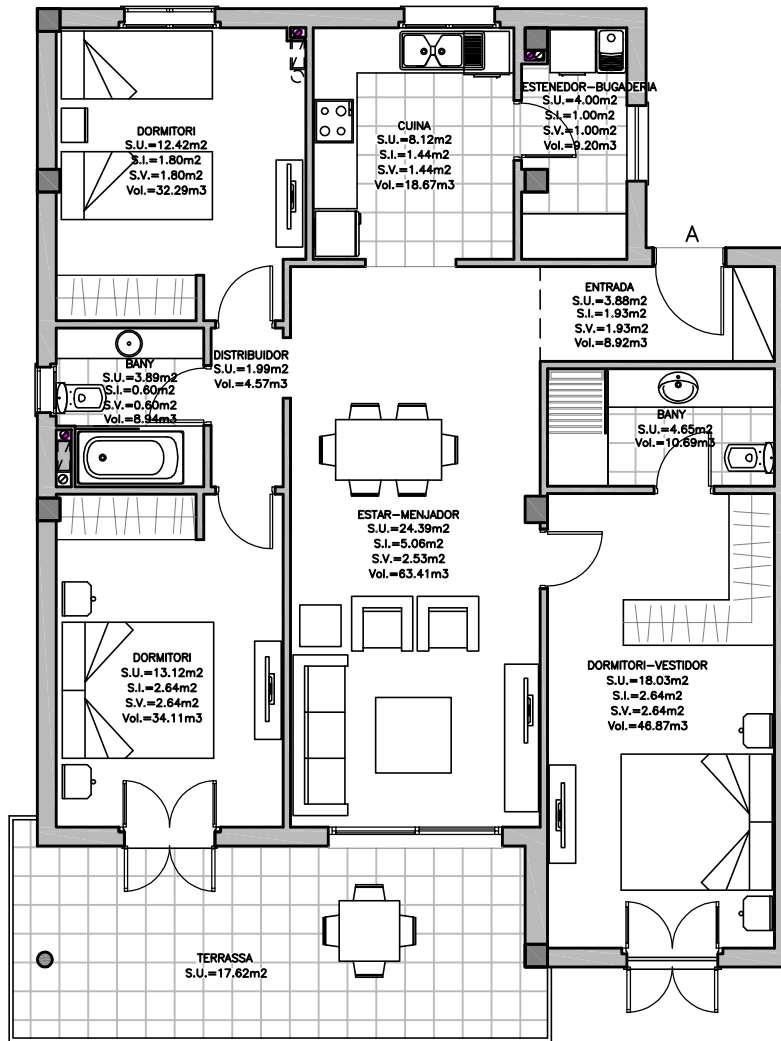 ESTENEDOR-BUGADERIA
S.U.=4.00m2
S.I.=1.00m2
S.V.=1.00m2
Vol.=9.20m3
CUINA
S.U.=8.12m2
S.I.=1.44m2
S.V.=1.44m2
Vol.=18.67m3
DORMITORI
S.U.=12.42m2
S.I.=1.80m2
S.V.=1.80m2
Vol.=32.29m3
A
ENTRADA
S.U.=3.88m2
S.I.=1.93m2
S.V.=1.93m2
Vol.=8.92m3
DISTRIBUIDOR
S.U.=1.99m2
Vol.=4.57m3
BANY
S.U.=3.89m2
S.I.=0.60m2
S.V.=0.60m2
Vol.=8.94m3
BANY
S.U.=4.65m2
Vol.=10.69m3
ESTAR-MENJADOR
S.U.=24.39m2
S.I.=5.06m2
S.V.=2.53m2
Vol.=63.41m3
DORMITORI
S.U.=13.12m2
S.I.=2.64m2
S.V.=2.64m2
Vol.=34.11m3
DORMITORI-VESTIDOR
S.U.=18.03m2
S.I.=2.64m2
S.V.=2.64m2
Vol.=46.87m3
TERRASSA
S.U.=17.62m2